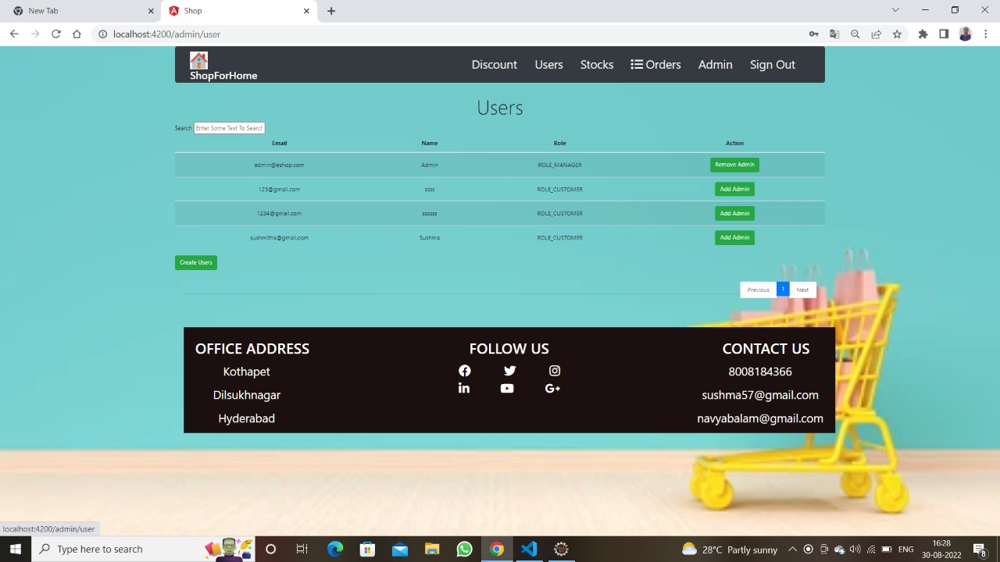 New Tab
Shop
localhost:4200/admin/user
ShopForHome
Discount Users Stocks Orders Admin Sign Out
Users
Search Enter Some Text To Search
Email Name Role Action
admin@eshop.com Admin ROLE_MANAGER Remove Admin
123@gmail.com ssss ROLE_CUSTOMER Add Admin
1234@gmail.com ssssss ROLE_CUSTOMER Add Admin
sushmitha@gmail.com Sushma ROLE_CUSTOMER Add Admin
Create Users
Previous 1 Next
OFFICE ADDRESS
Kothapet
Dilsukhnagar
Hyderabad
FOLLOW US
CONTACT US
8008184366
sushma57@gmail.com
navyabalam@gmail.com
localhost:4200/admin/user
Type here to search
28°C Partly sunny
ENG
16:28
30-08-2022
8